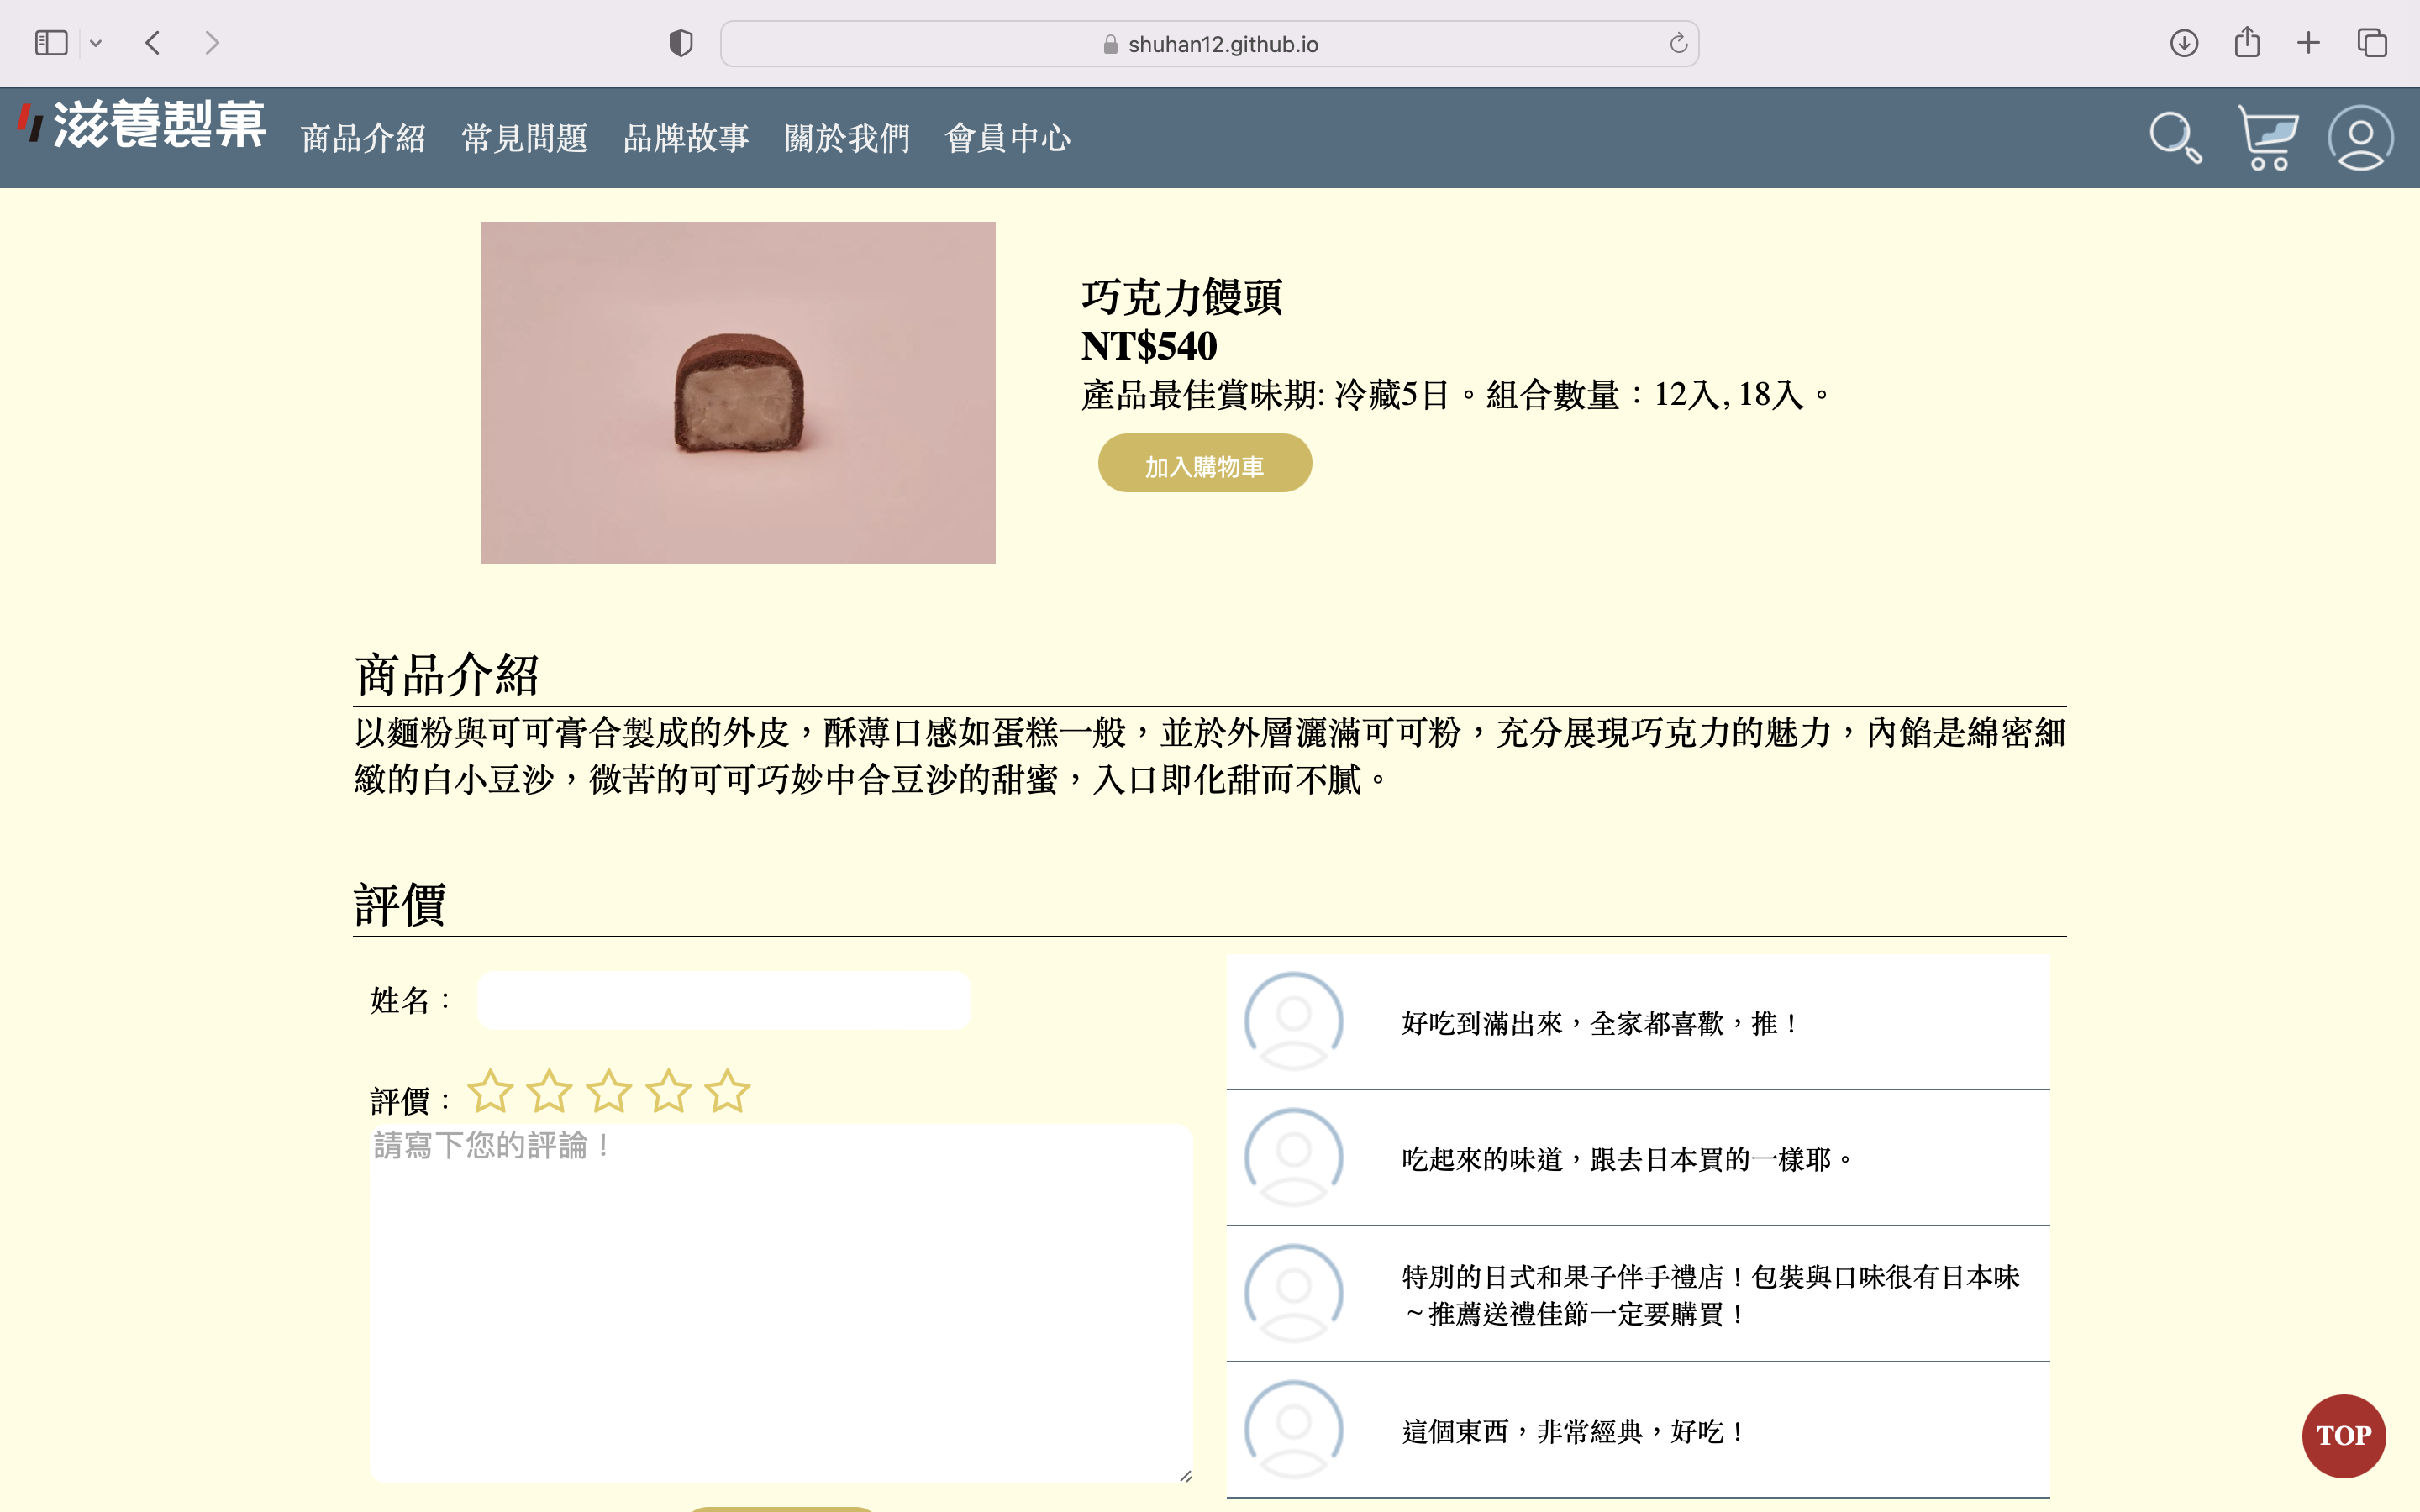 shuhan12.github.io
滋養製菓
商品介紹 常見問題 品牌故事 關於我們 會員中心
巧克力饅頭
NT$540
產品最佳賞味期: 冷藏5日。組合數量：12入, 18入。
加入購物車
商品介紹
以麵粉與可可膏合製成的外皮，酥薄口感如蛋糕一般，並於外層灑滿可可粉，充分展現巧克力的魅力，內餡是綿密細
緻的白小豆沙，微苦的可可巧妙中合豆沙的甜蜜，入口即化甜而不膩。
評價
姓名：
評價：
請寫下您的評論！
好吃到滿出來，全家都喜歡，推！
吃起來的味道，跟去日本買的一樣耶。
特別的日式和果子伴手禮店！包裝與口味很有日本味
～推薦送禮佳節一定要購買！
這個東西，非常經典，好吃！
TOP